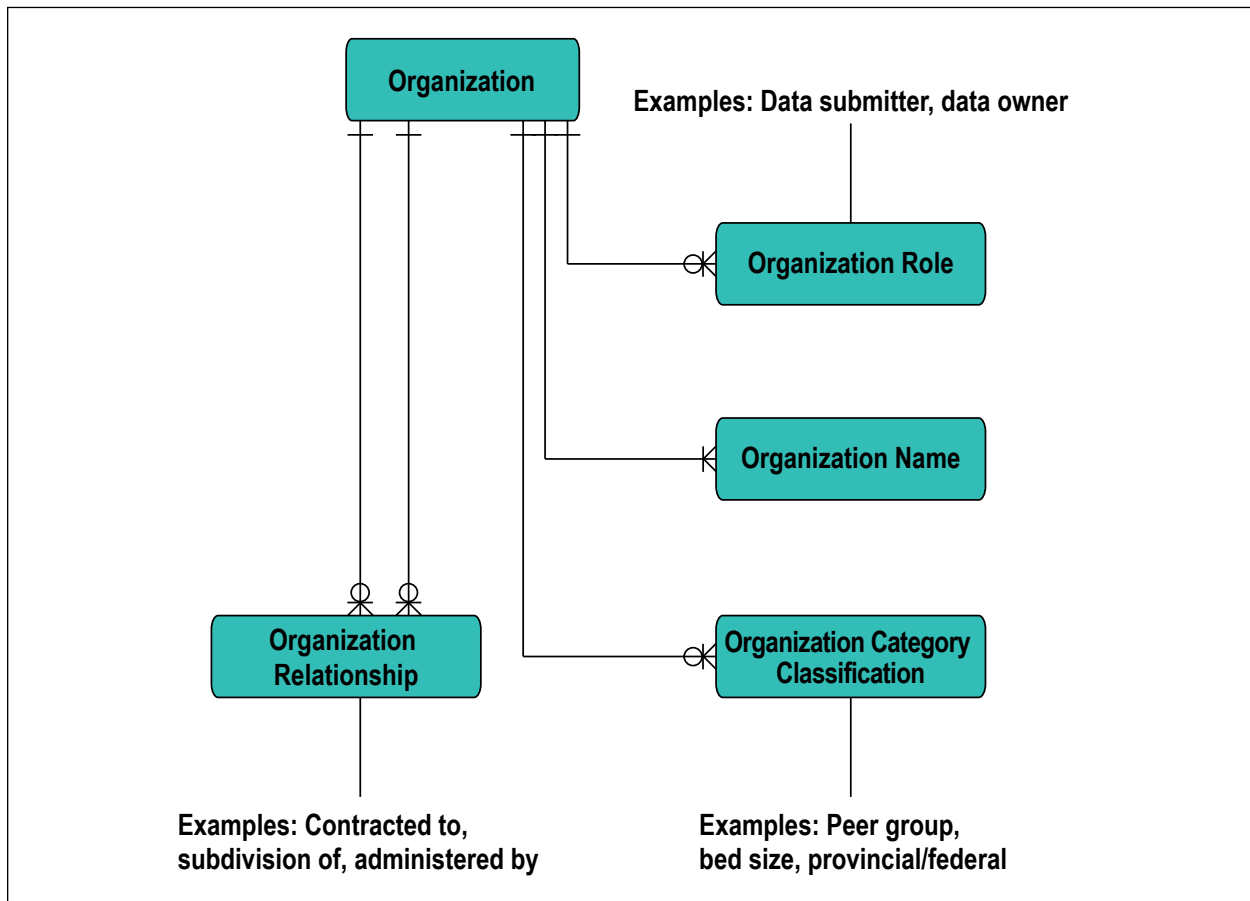 Organization
Examples: Data submitter, data owner
Organization Role
Organization Name
Organization
Relationship
Organization Category
Classification
Examples: Contracted to,
subdivision of, administered by
Examples: Peer group,
bed size, provincial/federal